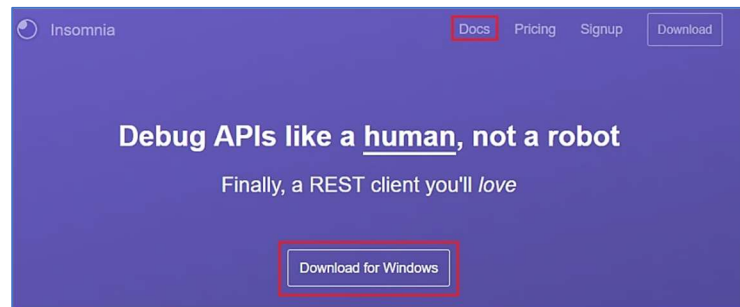 Insomnia Docs Pricing Signup Download
Debug APIs like a human, not a robot
Finally, a REST client you'll love
Download for Windows